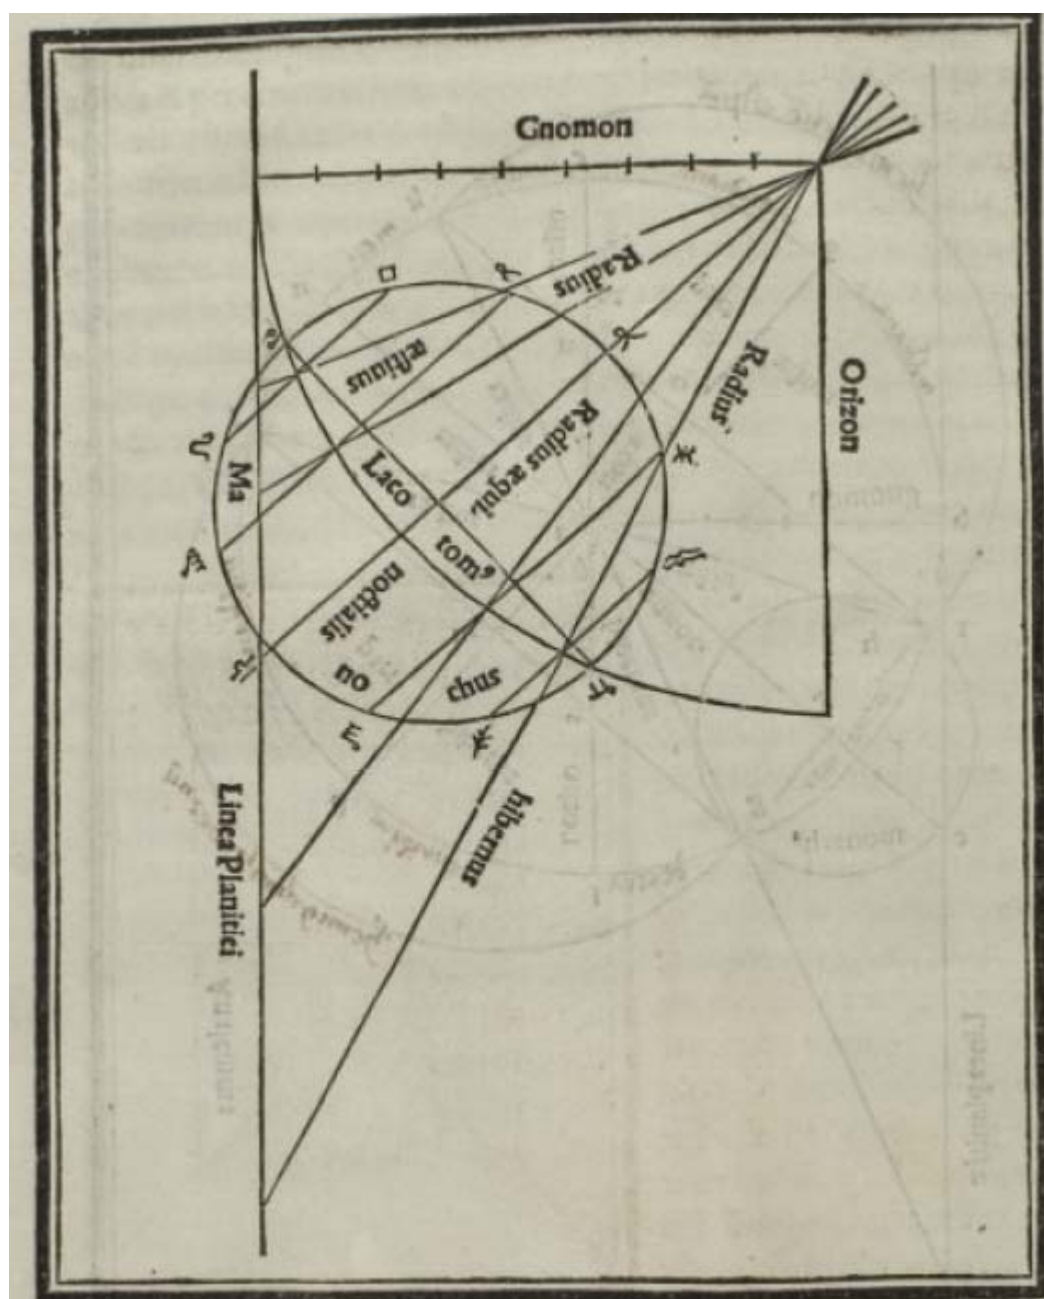 Gnomon
Radius
æstiuus
Radius
hibernus
Orizon
Radius æqui.
noctialis
Laco
tom⁹
Ma
no
chus
Linea Planitiei